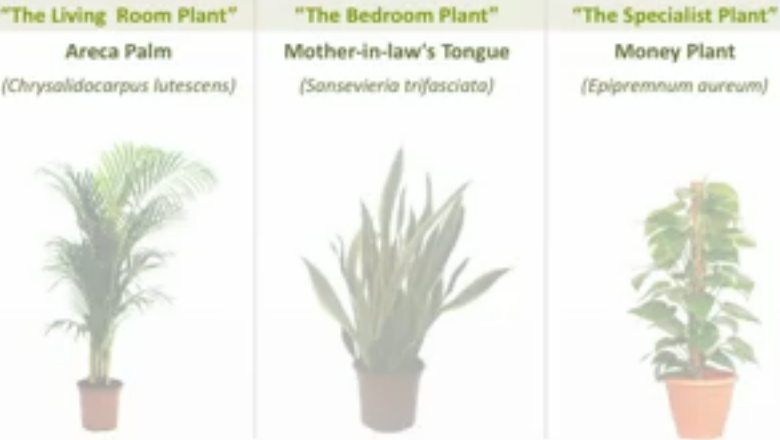 "The Living Room Plant"
Areca Palm
(Chrysalidocarpus lutescens)
"The Bedroom Plant"
Mother-in-law's Tongue
(Sansevieria trifasciata)
"The Specialist Plant"
Money Plant
(Epipremnum aureum)